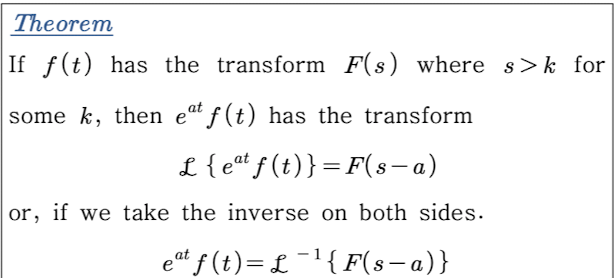 Theorem
If f(t) has the transform F(s) where s>k for
some k, then e^{at} f(t) has the transform
ℒ{e^{at} f(t)}=F(s-a)
or, if we take the inverse on both sides.
e^{at} f(t)=ℒ^{-1}{F(s-a)}